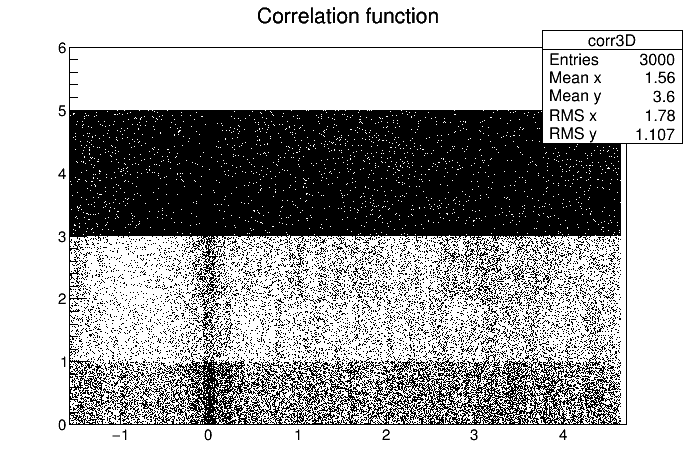 Correlation function
corr3D
Entries 3000
Mean x 1.56
Mean y 3.6
RMS x 1.78
RMS y 1.107
6
5
4
3
2
1
0
−1 0 1 2 3 4